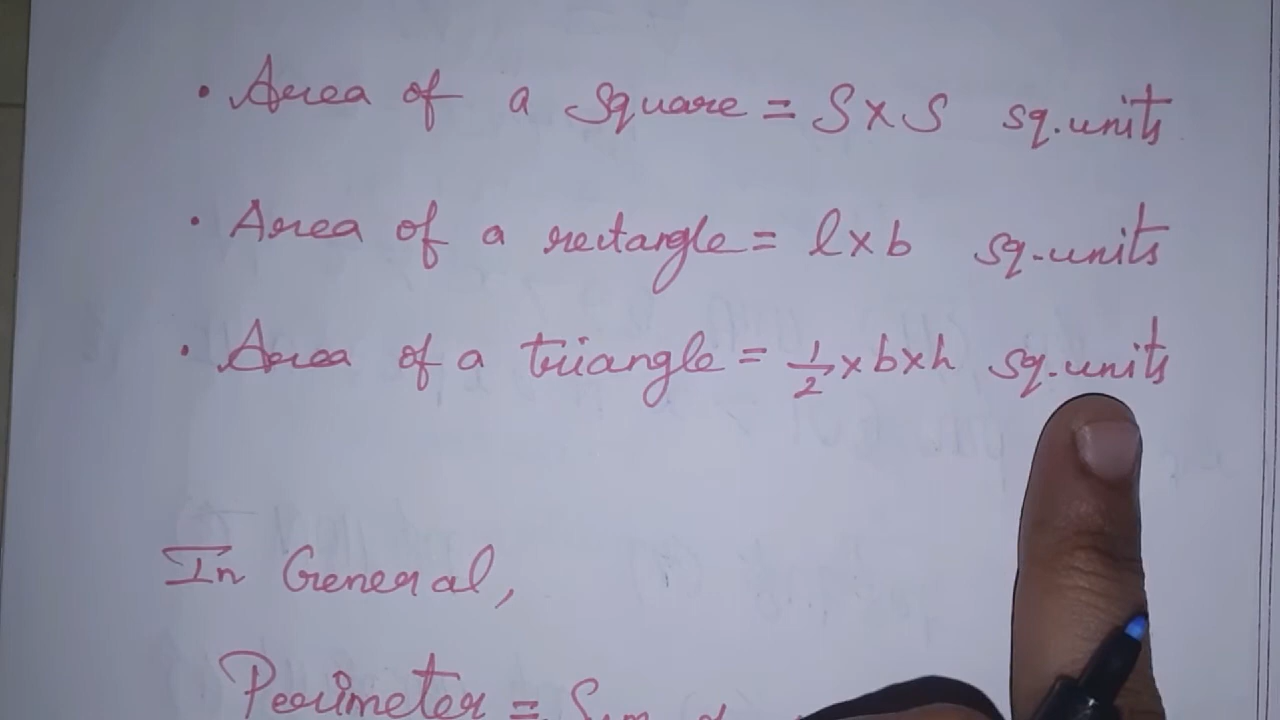 · Area of a Square = S×S sq.units
· Area of a rectangle = l×b sq.units
· Area of a triangle = 1/2 ×b×h sq.units
In General,
Perimeter = Sum